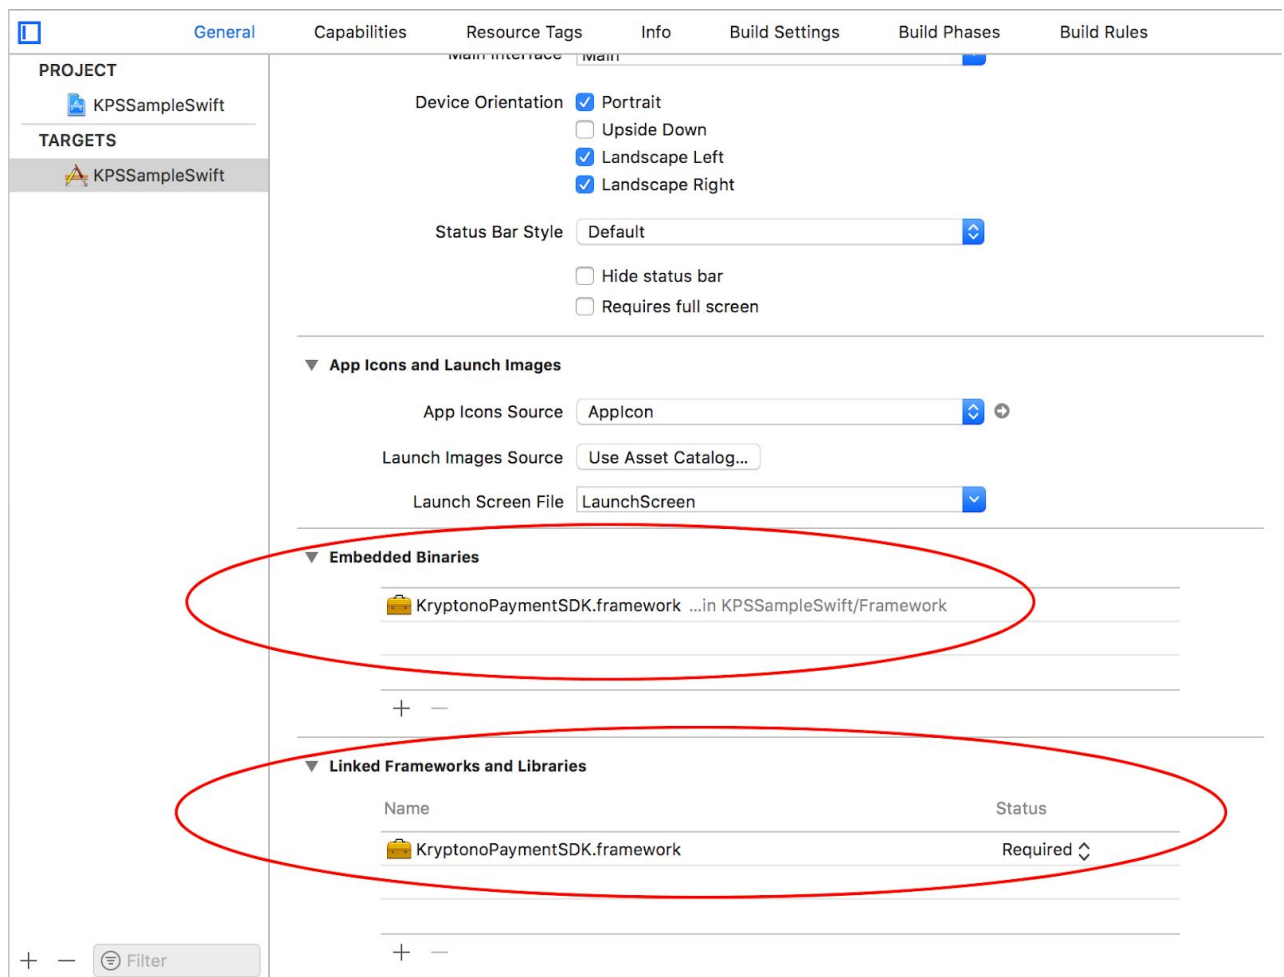 General Capabilities Resource Tags Info Build Settings Build Phases Build Rules
PROJECT
KPSSampleSwift
TARGETS
KPSSampleSwift
Main Interface Main
Device Orientation Portrait
Upside Down
Landscape Left
Landscape Right
Status Bar Style Default
Hide status bar
Requires full screen
App Icons and Launch Images
App Icons Source AppIcon
Launch Images Source Use Asset Catalog...
Launch Screen File LaunchScreen
Embedded Binaries
KryptonoPaymentSDK.framework ...in KPSSampleSwift/Framework
+ −
Linked Frameworks and Libraries
Name Status
KryptonoPaymentSDK.framework Required
+ −
+ − Filter